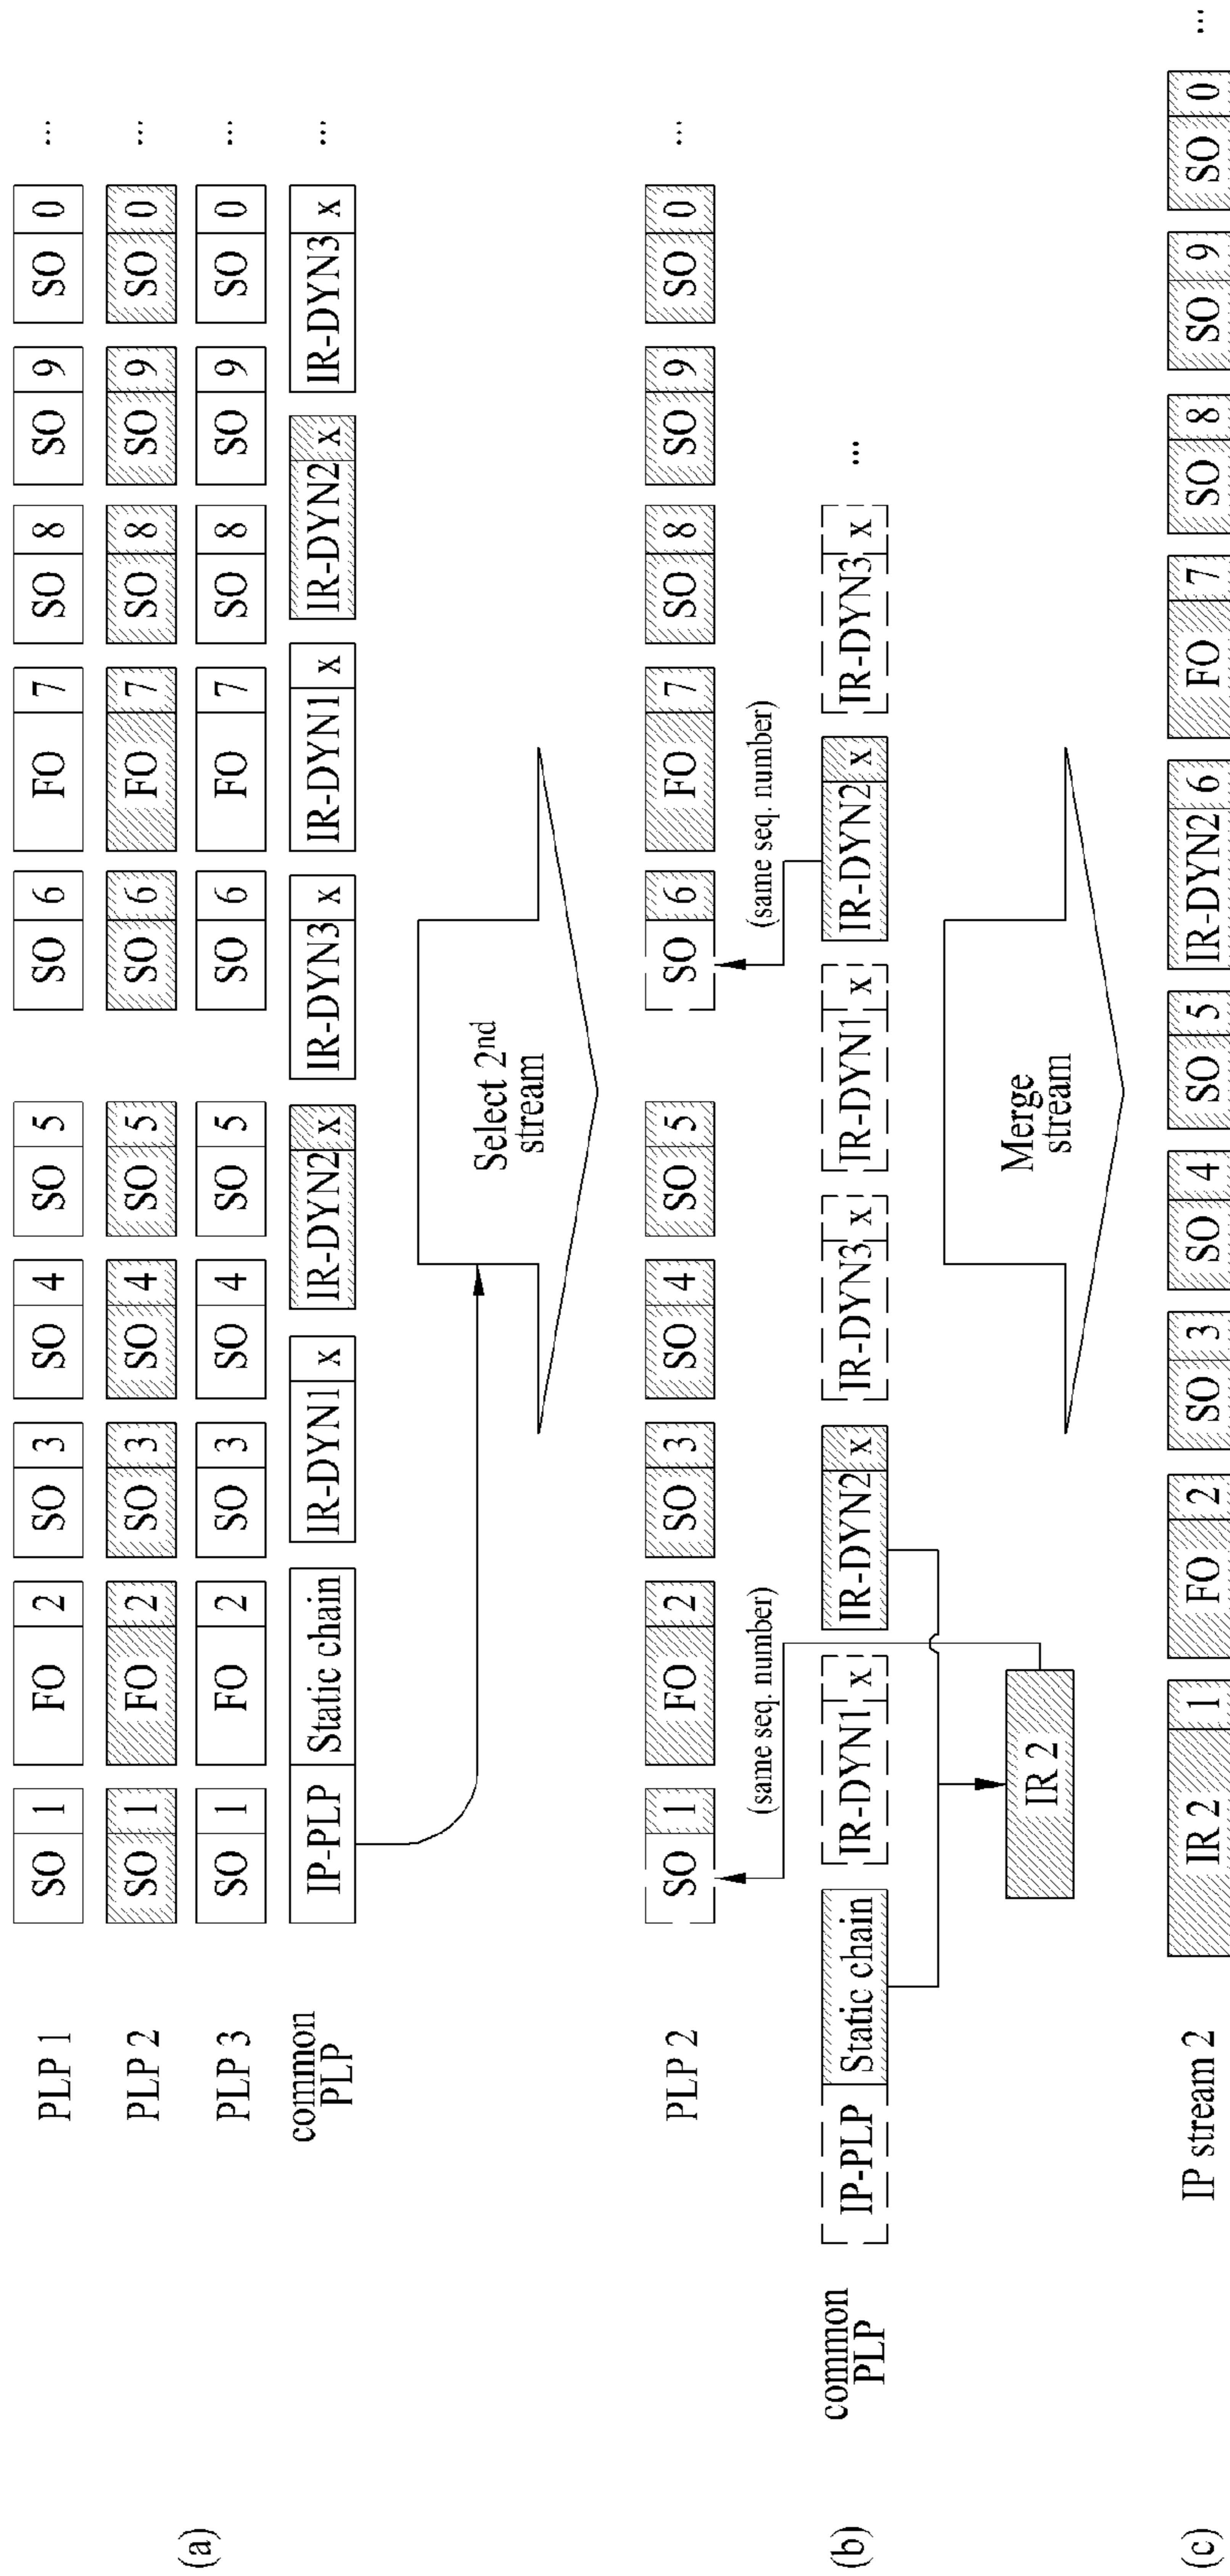 (a)
PLP 1 SO 1 FO 2 SO 3 SO 4 SO 5 SO 6 FO 7 SO 8 SO 9 SO 0 ...
PLP 2 SO 1 FO 2 SO 3 SO 4 SO 5 SO 6 FO 7 SO 8 SO 9 SO 0 ...
PLP 3 SO 1 FO 2 SO 3 SO 4 SO 5 SO 6 FO 7 SO 8 SO 9 SO 0 ...
common
PLP
IP-PLP Static chain IR-DYN1 x IR-DYN2 x IR-DYN3 x IR-DYN1 x IR-DYN2 x IR-DYN3 x ...
Select 2nd
stream
PLP 2 SO 1 FO 2 SO 3 SO 4 SO 5 SO 6 FO 7 SO 8 SO 9 SO 0 ...
(same seq. number) (same seq. number)
(b)
common
PLP
IP-PLP Static chain IR-DYN1 x IR-DYN2 x IR-DYN3 x IR-DYN1 x IR-DYN2 x IR-DYN3 x ...
IR 2
Merge
stream
(c)
IP stream 2 IR 2 1 FO 2 SO 3 SO 4 SO 5 IR-DYN2 6 FO 7 SO 8 SO 9 SO 0 ...